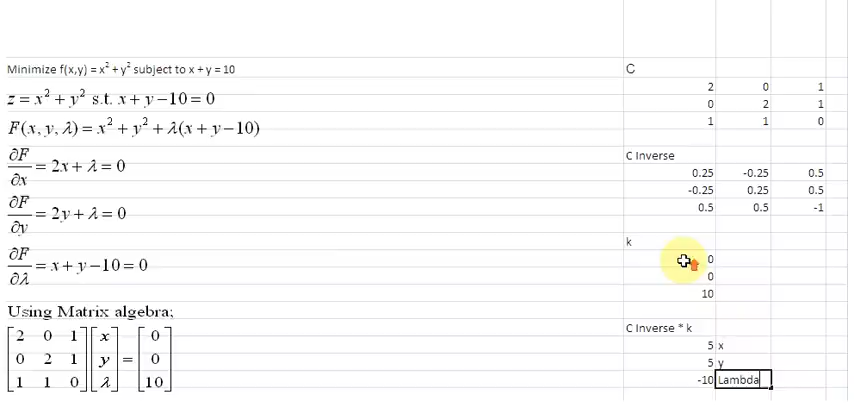 Minimize f(x,y) = x² + y² subject to x + y = 10
z = x² + y² s.t. x + y − 10 = 0
F(x, y, λ) = x² + y² + λ(x + y − 10)
∂F/∂x = 2x + λ = 0
∂F/∂y = 2y + λ = 0
∂F/∂λ = x + y − 10 = 0
Using Matrix algebra;
[2 0 1] [x] [0]
[0 2 1] [y] = [0]
[1 1 0] [λ] [10]
C
2 0 1
0 2 1
1 1 0
C Inverse
0.25 -0.25 0.5
-0.25 0.25 0.5
0.5 0.5 -1
k
0
0
10
C Inverse * k
5 x
5 y
-10 Lambda